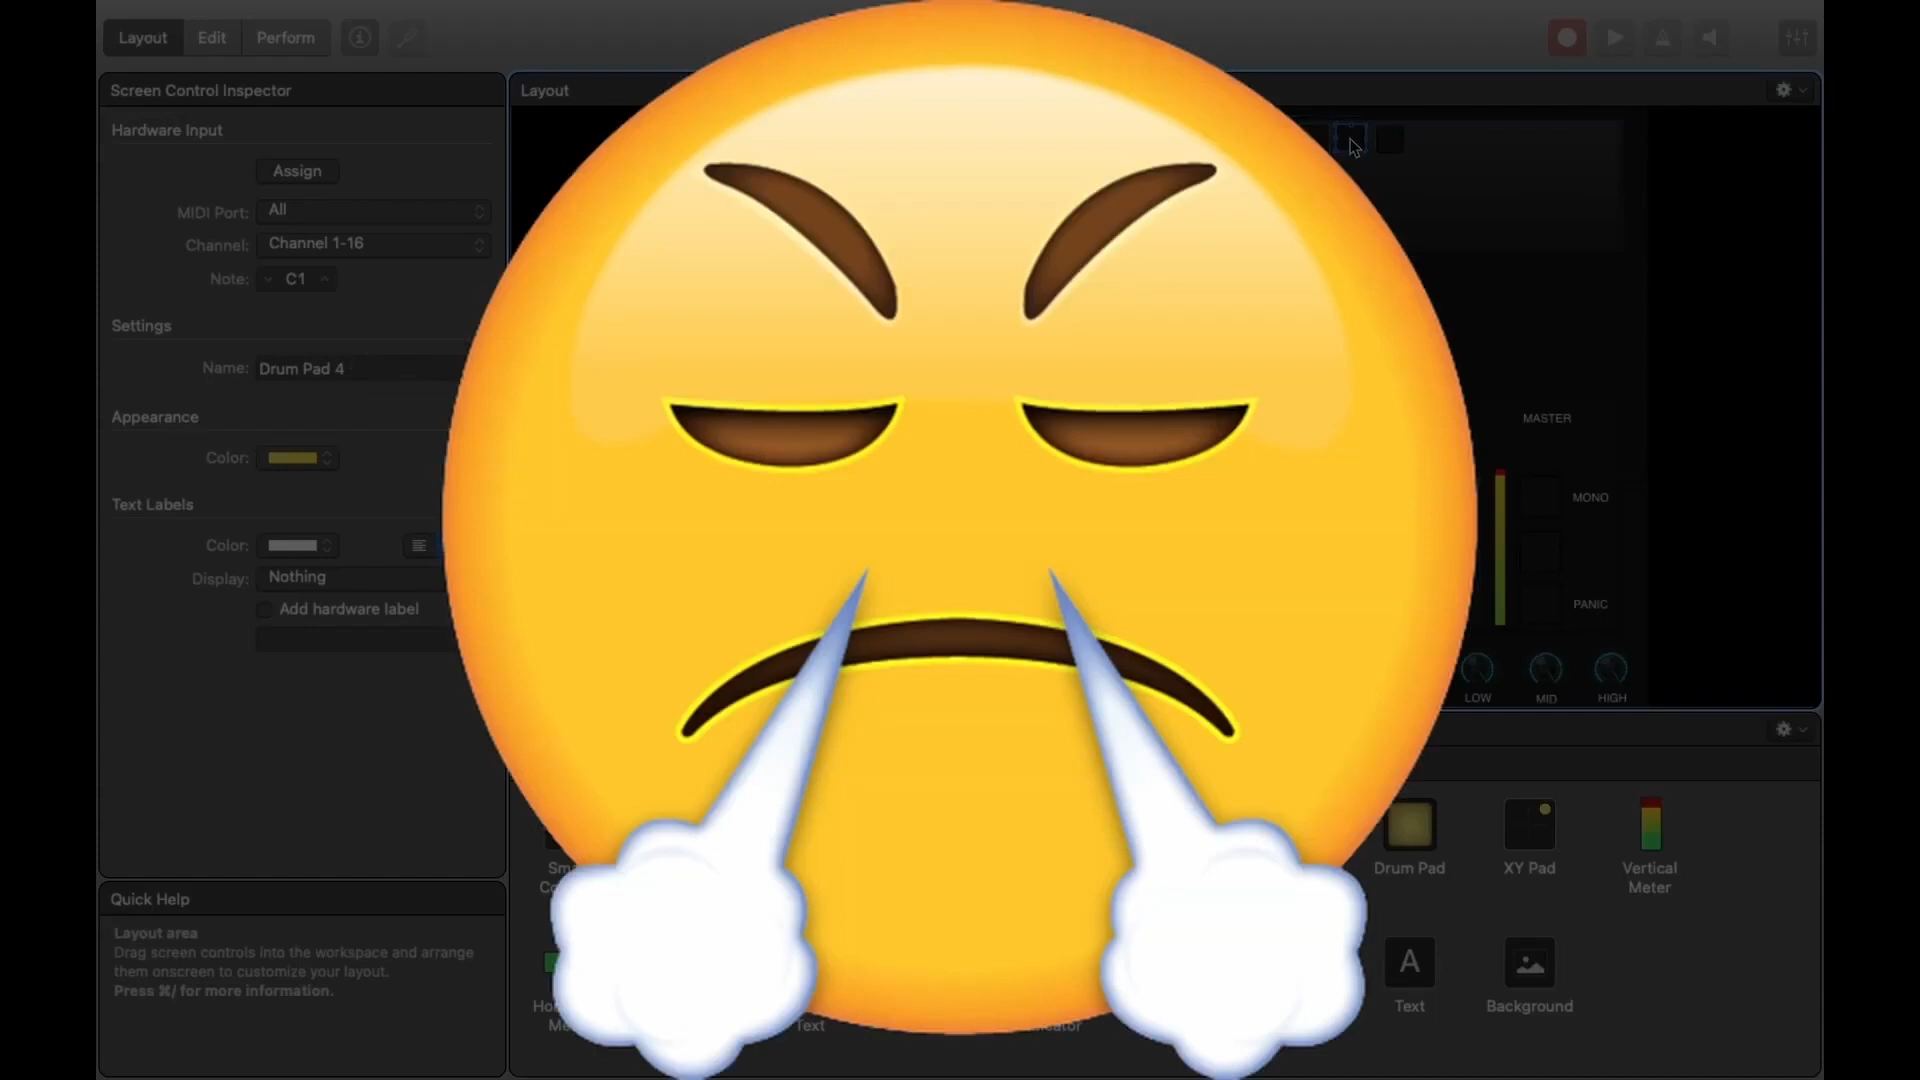 Layout
Edit
Perform
Screen Control Inspector
Hardware Input
Assign
MIDI Port:
All
Channel:
Channel 1-16
Note:
C1
Settings
Name:
Drum Pad 4
Appearance
Color:
Text Labels
Color:
Display:
Nothing
Add hardware label
Quick Help
Layout area
Drag screen controls into the workspace and arrange
them onscreen to customize your layout.
Press ⌘/ for more information.
Layout
MASTER
MONO
PANIC
LOW
MID
HIGH
Drum Pad
XY Pad
Vertical
Meter
Text
Text
Background